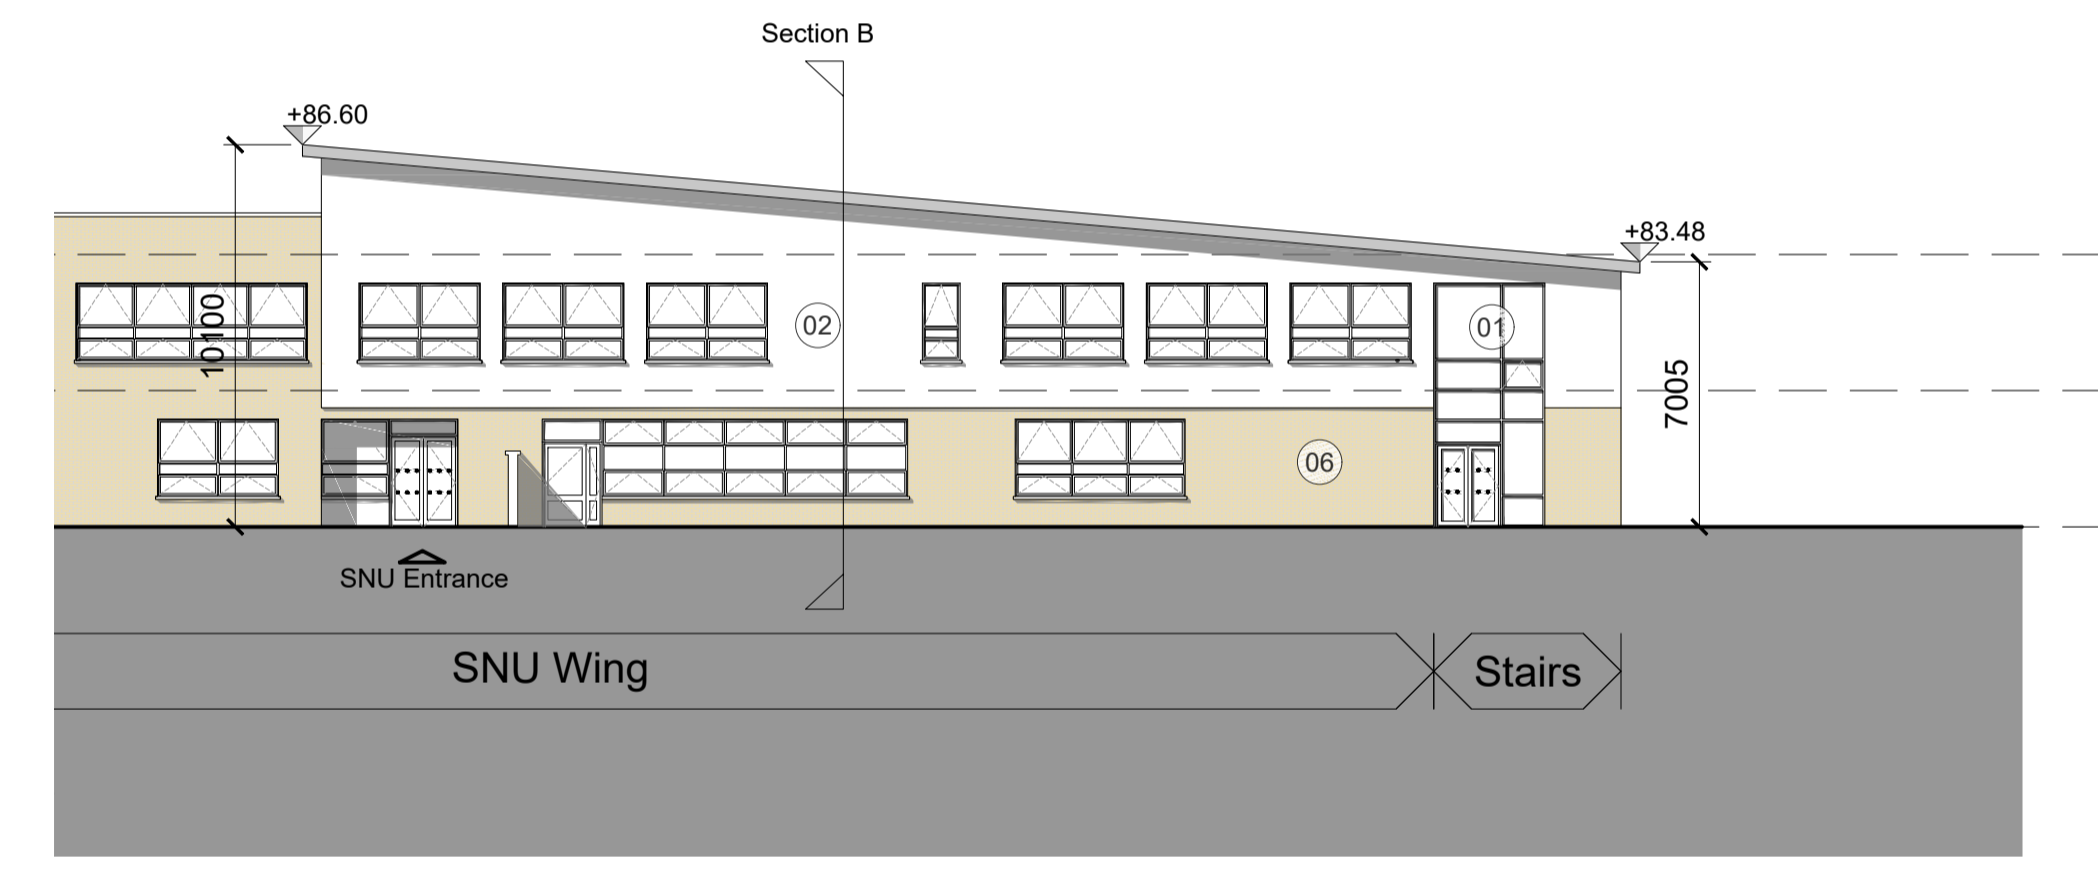 Section B
+86.60
+83.48
10100
02
01
7005
06
SNU Entrance
SNU Wing
Stairs